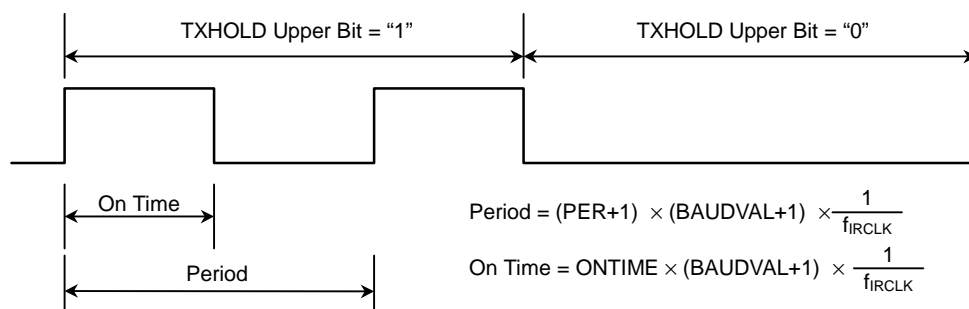 TXHOLD Upper Bit = “1” TXHOLD Upper Bit = “0”
On Time
Period
Period = (PER+1) × (BAUDVAL+1) × 1/fIRCLK
On Time = ONTIME × (BAUDVAL+1) × 1/fIRCLK